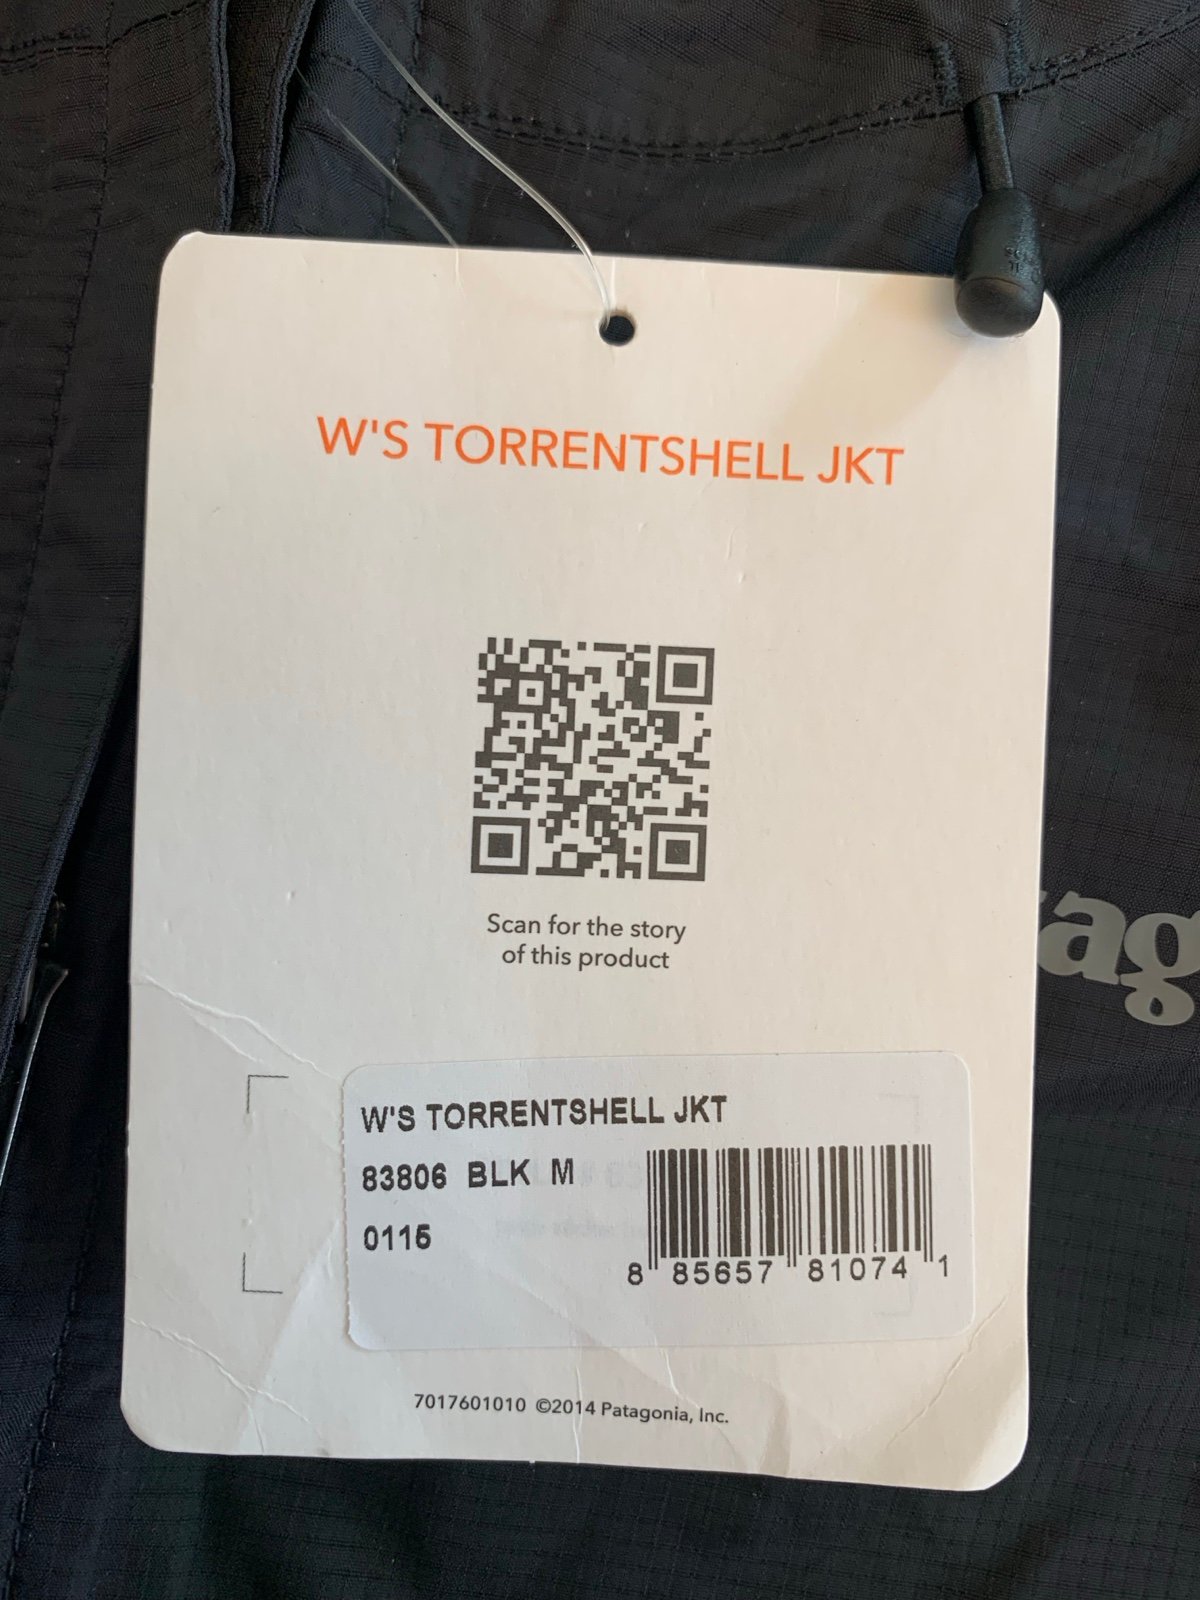 W'S TORRENTSHELL JKT
Scan for the story
of this product
ag
W'S TORRENTSHELL JKT
83806 BLK M
0115
8 85657 81074 1
7017601010 ©2014 Patagonia, Inc.